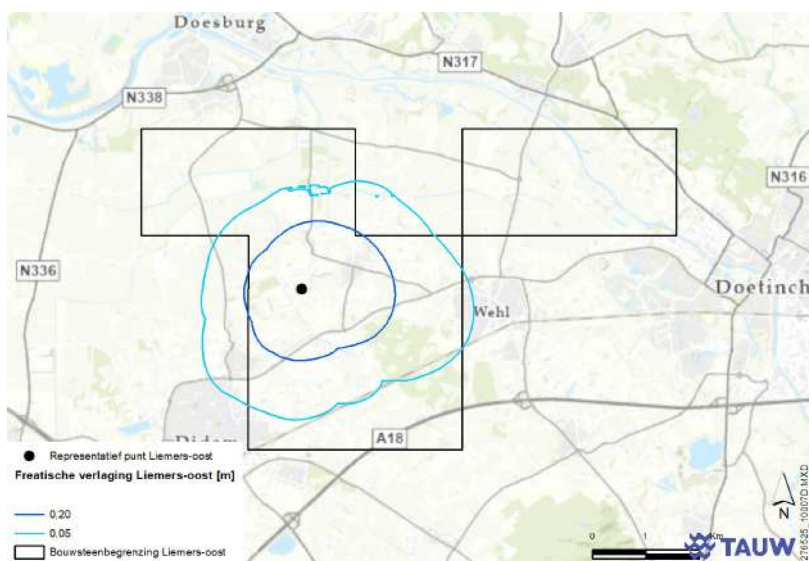 Doesburg
N317
N338
N316
N336
Doetinch
Wehl
Didam
A18
Representatief punt Liemers-oost
Freatische verlaging Liemers-oost [m]
0,20
0,05
Bouwsteenbegrenzing Liemers-oost
N
0 1 Km
TAUW